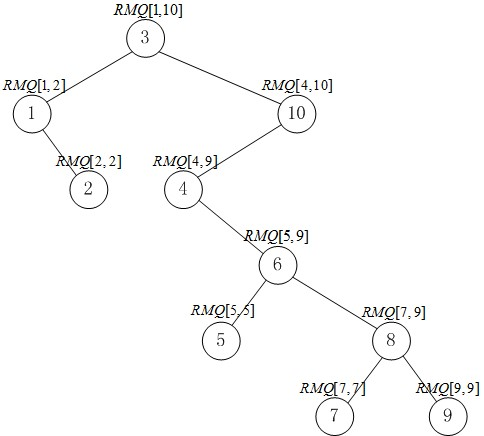 RMQ[1,10]
3
RMQ[1,2]
RMQ[4,10]
1
10
RMQ[2,2]
RMQ[4,9]
2
4
RMQ[5,9]
6
RMQ[5,5]
RMQ[7,9]
5
8
RMQ[7,7]
RMQ[9,9]
7
9